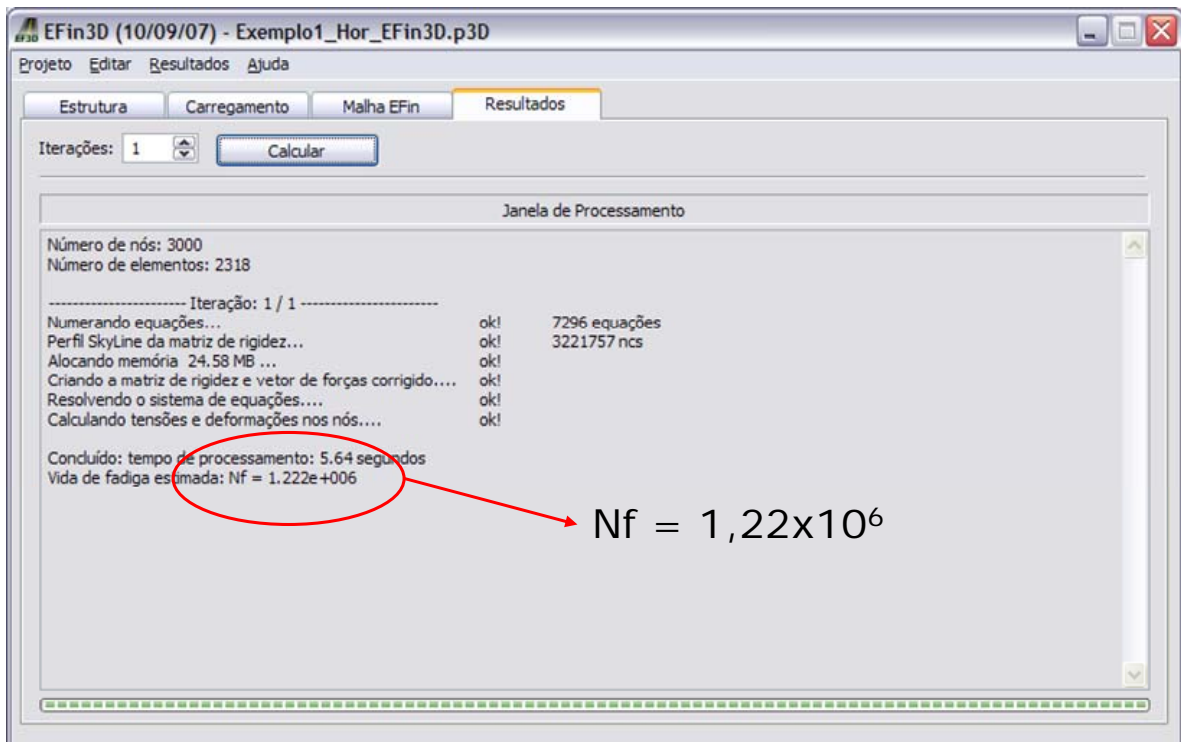 EFin3D (10/09/07) - Exemplo1_Hor_EFin3D.p3D
Projeto Editar Resultados Ajuda
Estrutura Carregamento Malha EFin Resultados
Iterações: 1 Calcular
Janela de Processamento
Número de nós: 3000
Número de elementos: 2318
----------------------- Iteração: 1 / 1 -----------------------
Numerando equações... ok! 7296 equações
Perfil SkyLine da matriz de rigidez... ok! 3221757 ncs
Alocando memória 24.58 MB ... ok!
Criando a matriz de rigidez e vetor de forças corrigido.... ok!
Resolvendo o sistema de equações.... ok!
Calculando tensões e deformações nos nós.... ok!
Concluído: tempo de processamento: 5.64 segundos
Vida de fadiga estimada: Nf = 1.222e+006
Nf = 1,22x10⁶